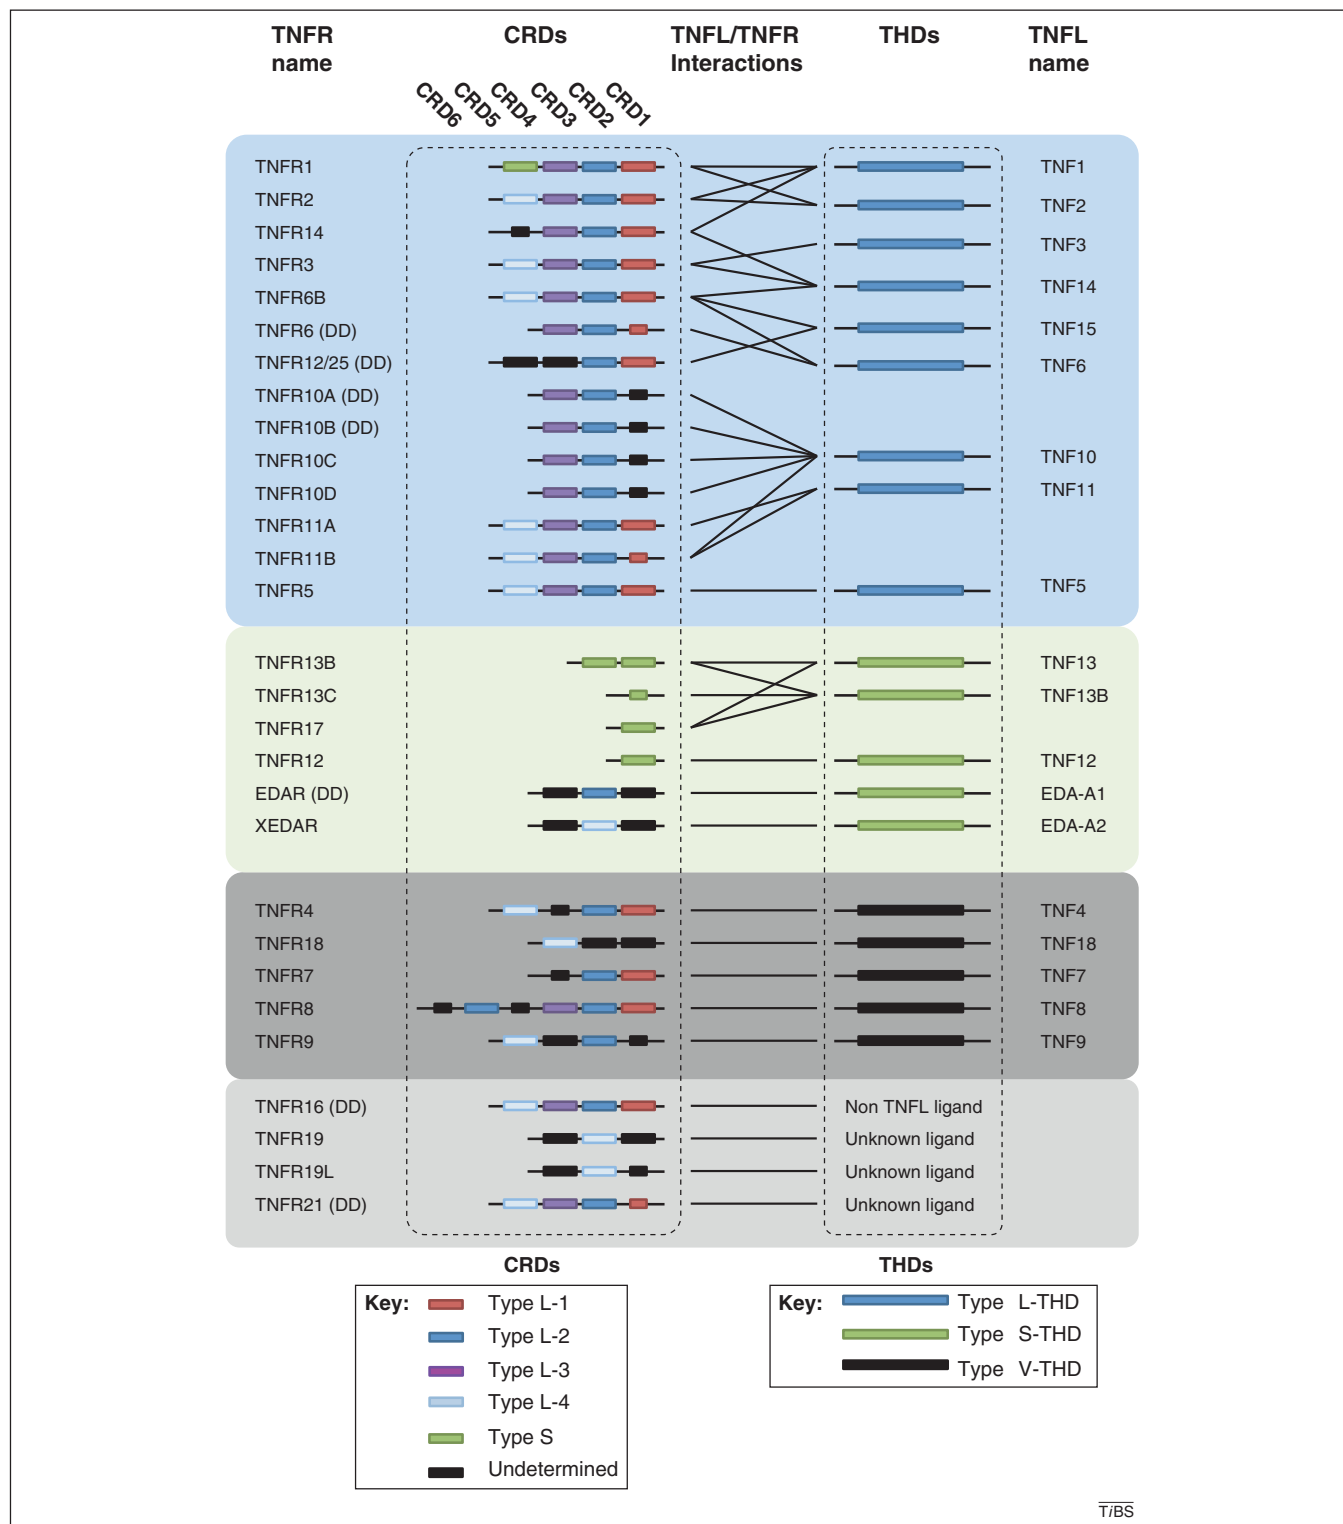 TNFR name
CRDs
TNFL/TNFR Interactions
THDs
TNFL name
CRD6
CRD5
CRD4
CRD3
CRD2
CRD1
TNFR1
TNF1
TNFR2
TNF2
TNFR14
TNF3
TNFR3
TNF14
TNFR6B
TNFR6 (DD)
TNF15
TNFR12/25 (DD)
TNF6
TNFR10A (DD)
TNFR10B (DD)
TNFR10C
TNF10
TNFR10D
TNF11
TNFR11A
TNFR11B
TNFR5
TNF5
TNFR13B
TNF13
TNFR13C
TNF13B
TNFR17
TNFR12
TNF12
EDAR (DD)
EDA-A1
XEDAR
EDA-A2
TNFR4
TNF4
TNFR18
TNF18
TNFR7
TNF7
TNFR8
TNF8
TNFR9
TNF9
TNFR16 (DD)
Non TNFL ligand
TNFR19
Unknown ligand
TNFR19L
Unknown ligand
TNFR21 (DD)
Unknown ligand
CRDs
Key:
Type L-1
Type L-2
Type L-3
Type L-4
Type S
Undetermined
THDs
Key:
Type L-THD
Type S-THD
Type V-THD
TiBS